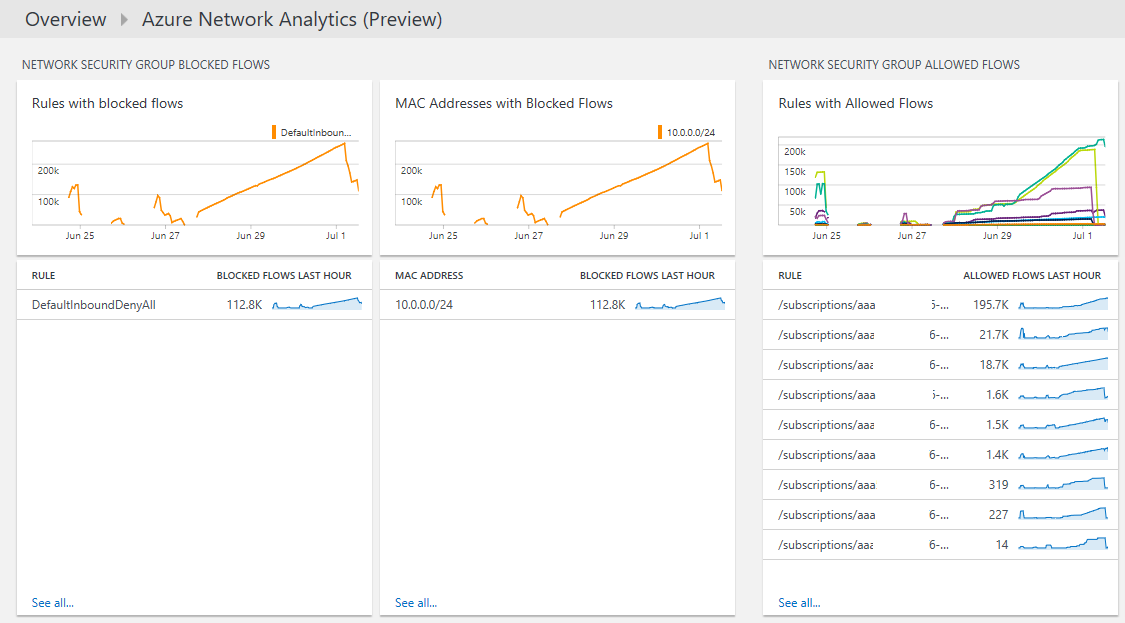 Overview Azure Network Analytics (Preview)
NETWORK SECURITY GROUP BLOCKED FLOWS
Rules with blocked flows
DefaultInboun...
200k
100k
Jun 25 Jun 27 Jun 29 Jul 1
RULE BLOCKED FLOWS LAST HOUR
DefaultInboundDenyAll 112.8K
See all...
MAC Addresses with Blocked Flows
10.0.0.0/24
200k
100k
Jun 25 Jun 27 Jun 29 Jul 1
MAC ADDRESS BLOCKED FLOWS LAST HOUR
10.0.0.0/24 112.8K
See all...
NETWORK SECURITY GROUP ALLOWED FLOWS
Rules with Allowed Flows
200k
150k
100k
50k
Jun 25 Jun 27 Jun 29 Jul 1
RULE ALLOWED FLOWS LAST HOUR
/subscriptions/aaa 5-... 195.7K
/subscriptions/aaa 6-... 21.7K
/subscriptions/aaa 6-... 18.7K
/subscriptions/aaa 5-... 1.6K
/subscriptions/aaa 6-... 1.5K
/subscriptions/aaa 6-... 1.4K
/subscriptions/aaa 6-... 319
/subscriptions/aaa 6-... 227
/subscriptions/aaa 6-... 14
See all...